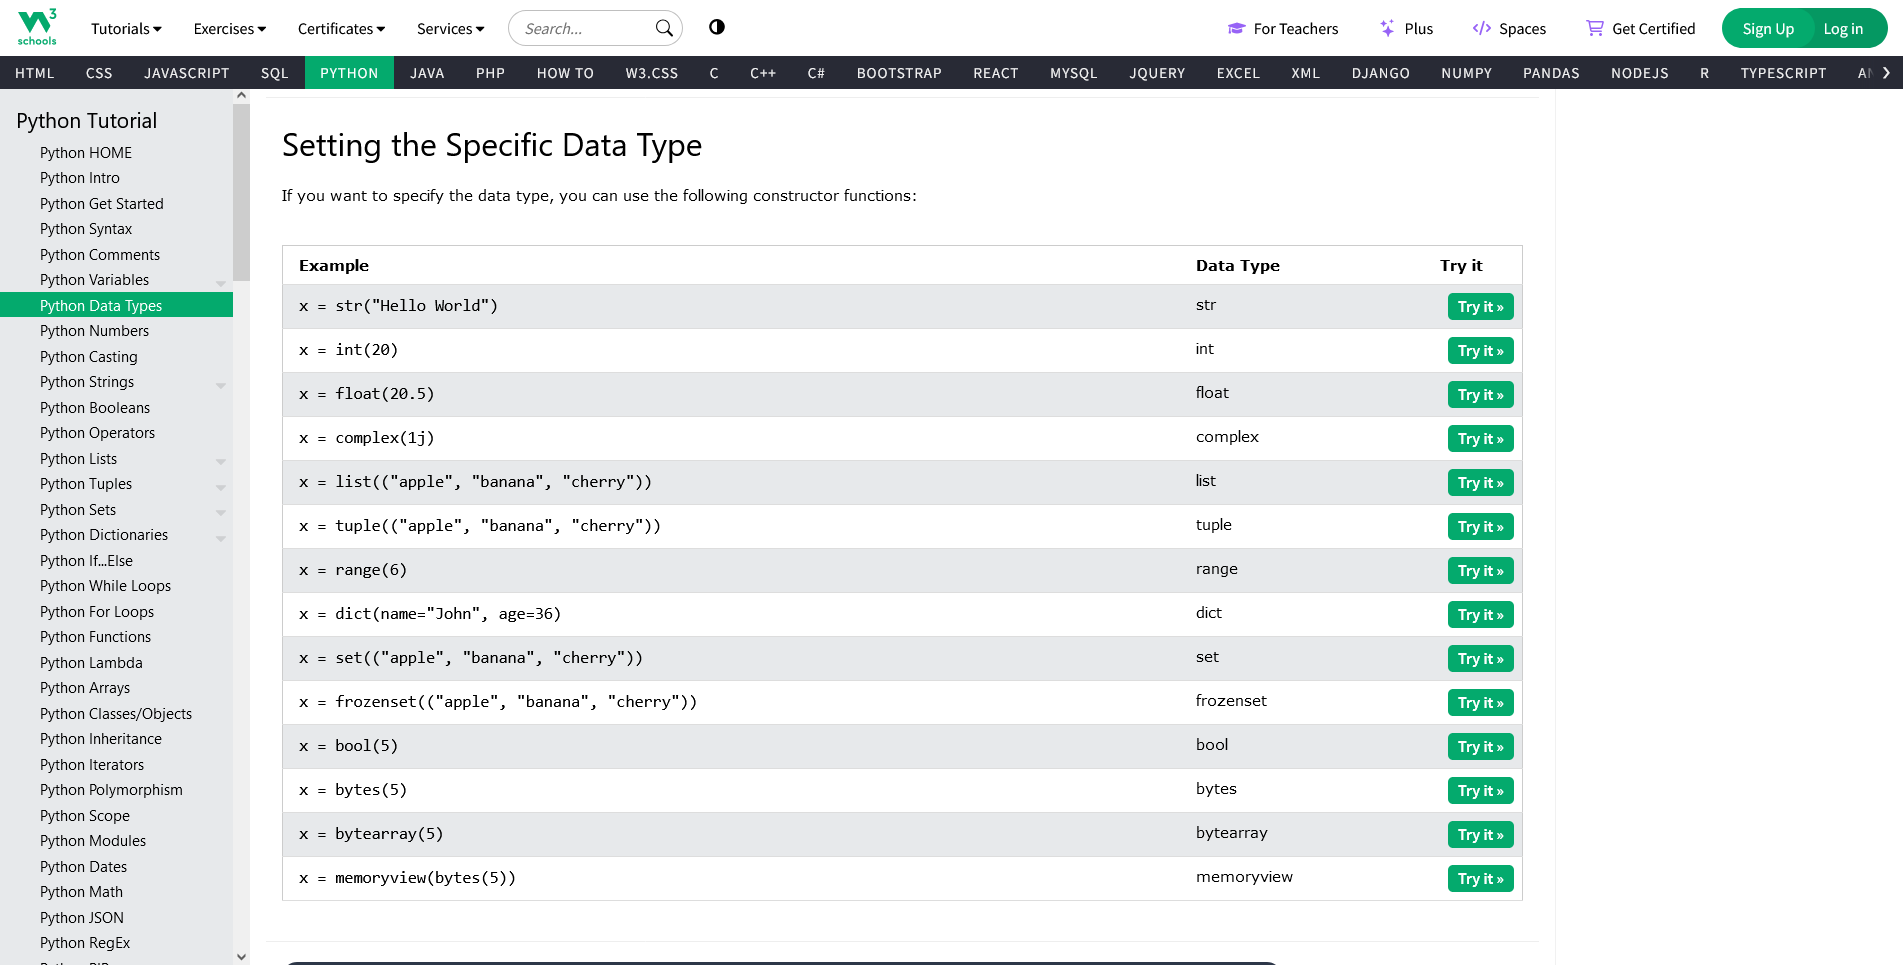 W3 schools
Tutorials Exercises Certificates Services Search... For Teachers Plus Spaces Get Certified Sign Up Log in
HTML CSS JAVASCRIPT SQL PYTHON JAVA PHP HOW TO W3.CSS C C++ C# BOOTSTRAP REACT MYSQL JQUERY EXCEL XML DJANGO NUMPY PANDAS NODEJS R TYPESCRIPT
Python Tutorial
Python HOME
Python Intro
Python Get Started
Python Syntax
Python Comments
Python Variables
Python Data Types
Python Numbers
Python Casting
Python Strings
Python Booleans
Python Operators
Python Lists
Python Tuples
Python Sets
Python Dictionaries
Python If...Else
Python While Loops
Python For Loops
Python Functions
Python Lambda
Python Arrays
Python Classes/Objects
Python Inheritance
Python Iterators
Python Polymorphism
Python Scope
Python Modules
Python Dates
Python Math
Python JSON
Python RegEx
Setting the Specific Data Type
If you want to specify the data type, you can use the following constructor functions:
Example Data Type Try it
x = str("Hello World") str Try it »
x = int(20) int Try it »
x = float(20.5) float Try it »
x = complex(1j) complex Try it »
x = list(("apple", "banana", "cherry")) list Try it »
x = tuple(("apple", "banana", "cherry")) tuple Try it »
x = range(6) range Try it »
x = dict(name="John", age=36) dict Try it »
x = set(("apple", "banana", "cherry")) set Try it »
x = frozenset(("apple", "banana", "cherry")) frozenset Try it »
x = bool(5) bool Try it »
x = bytes(5) bytes Try it »
x = bytearray(5) bytearray Try it »
x = memoryview(bytes(5)) memoryview Try it »